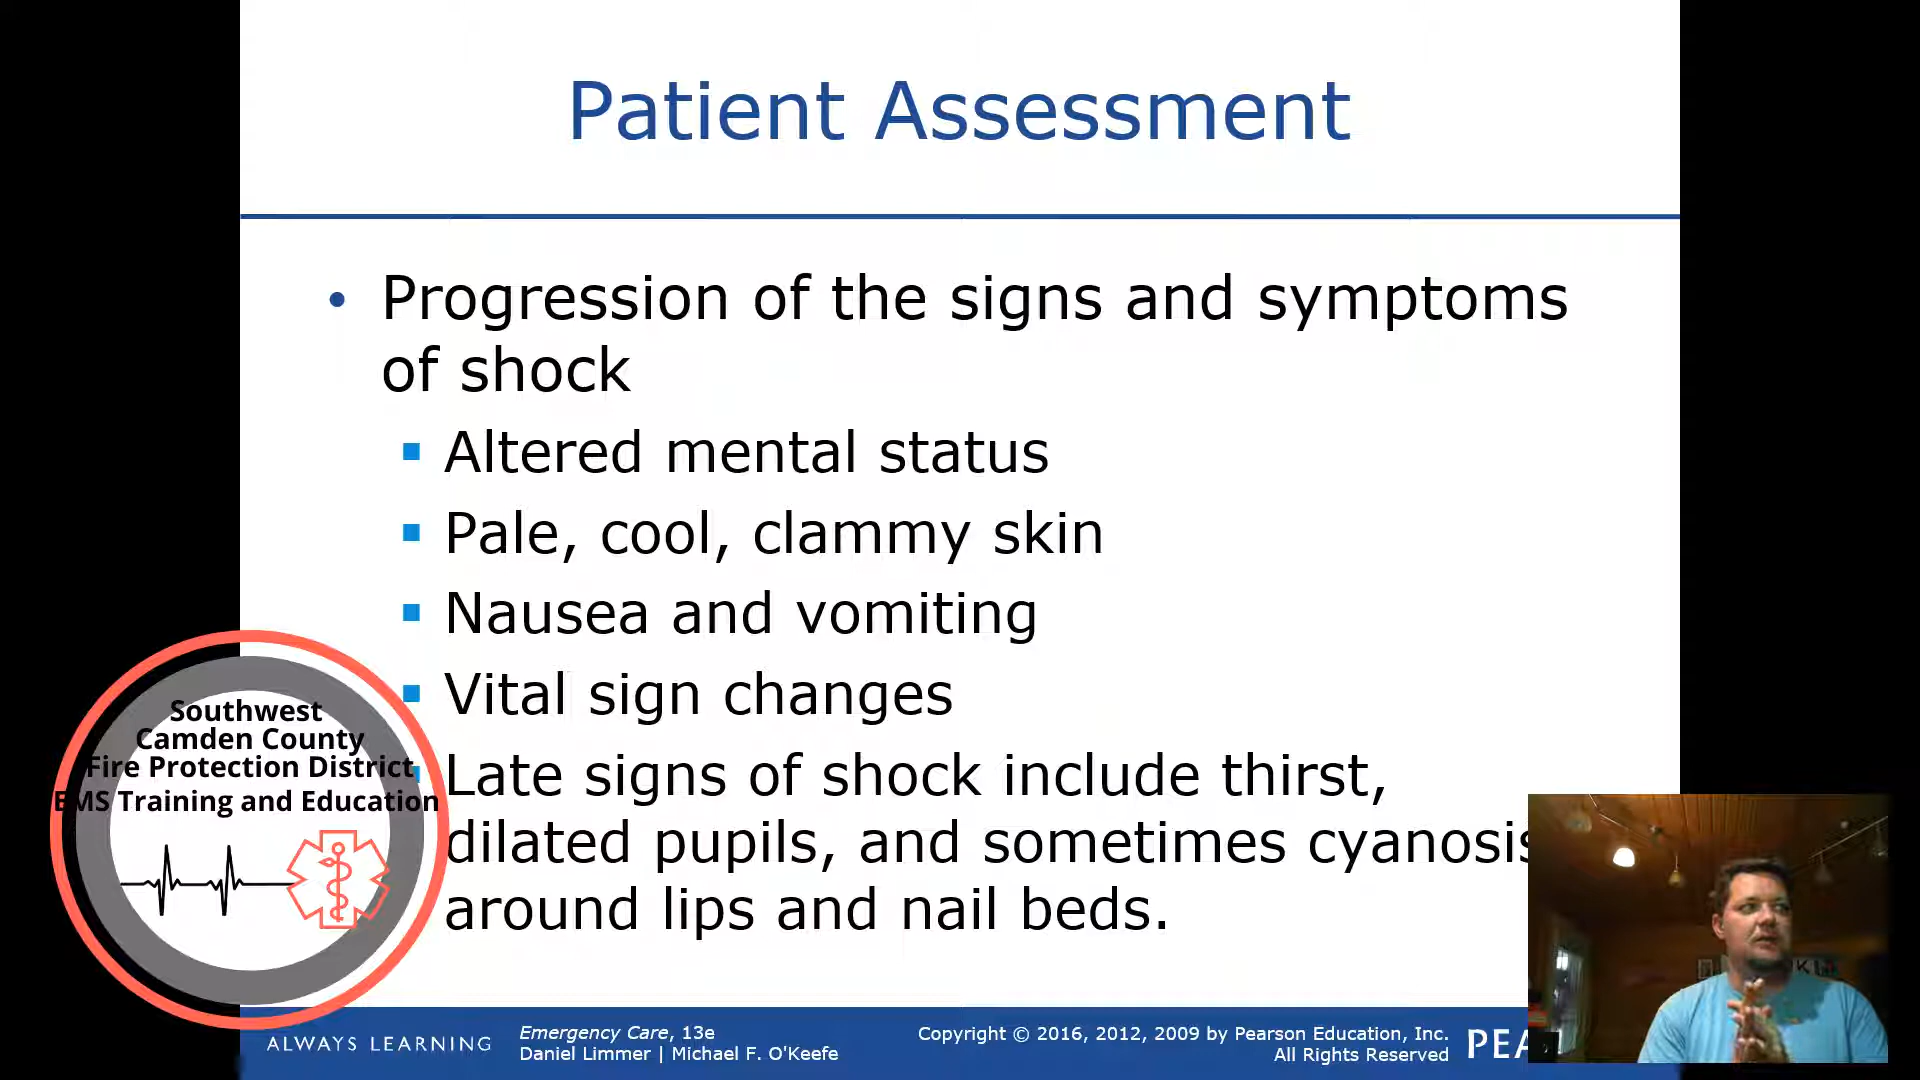 Patient Assessment
• Progression of the signs and symptoms
of shock
Altered mental status
Pale, cool, clammy skin
Nausea and vomiting
Vital sign changes
Late signs of shock include thirst,
dilated pupils, and sometimes cyanosis
around lips and nail beds.
Southwest
Camden County
Fire Protection District
EMS Training and Education
ALWAYS LEARNING
Emergency Care, 13e
Daniel Limmer | Michael F. O'Keefe
Copyright © 2016, 2012, 2009 by Pearson Education, Inc.
All Rights Reserved
PEA